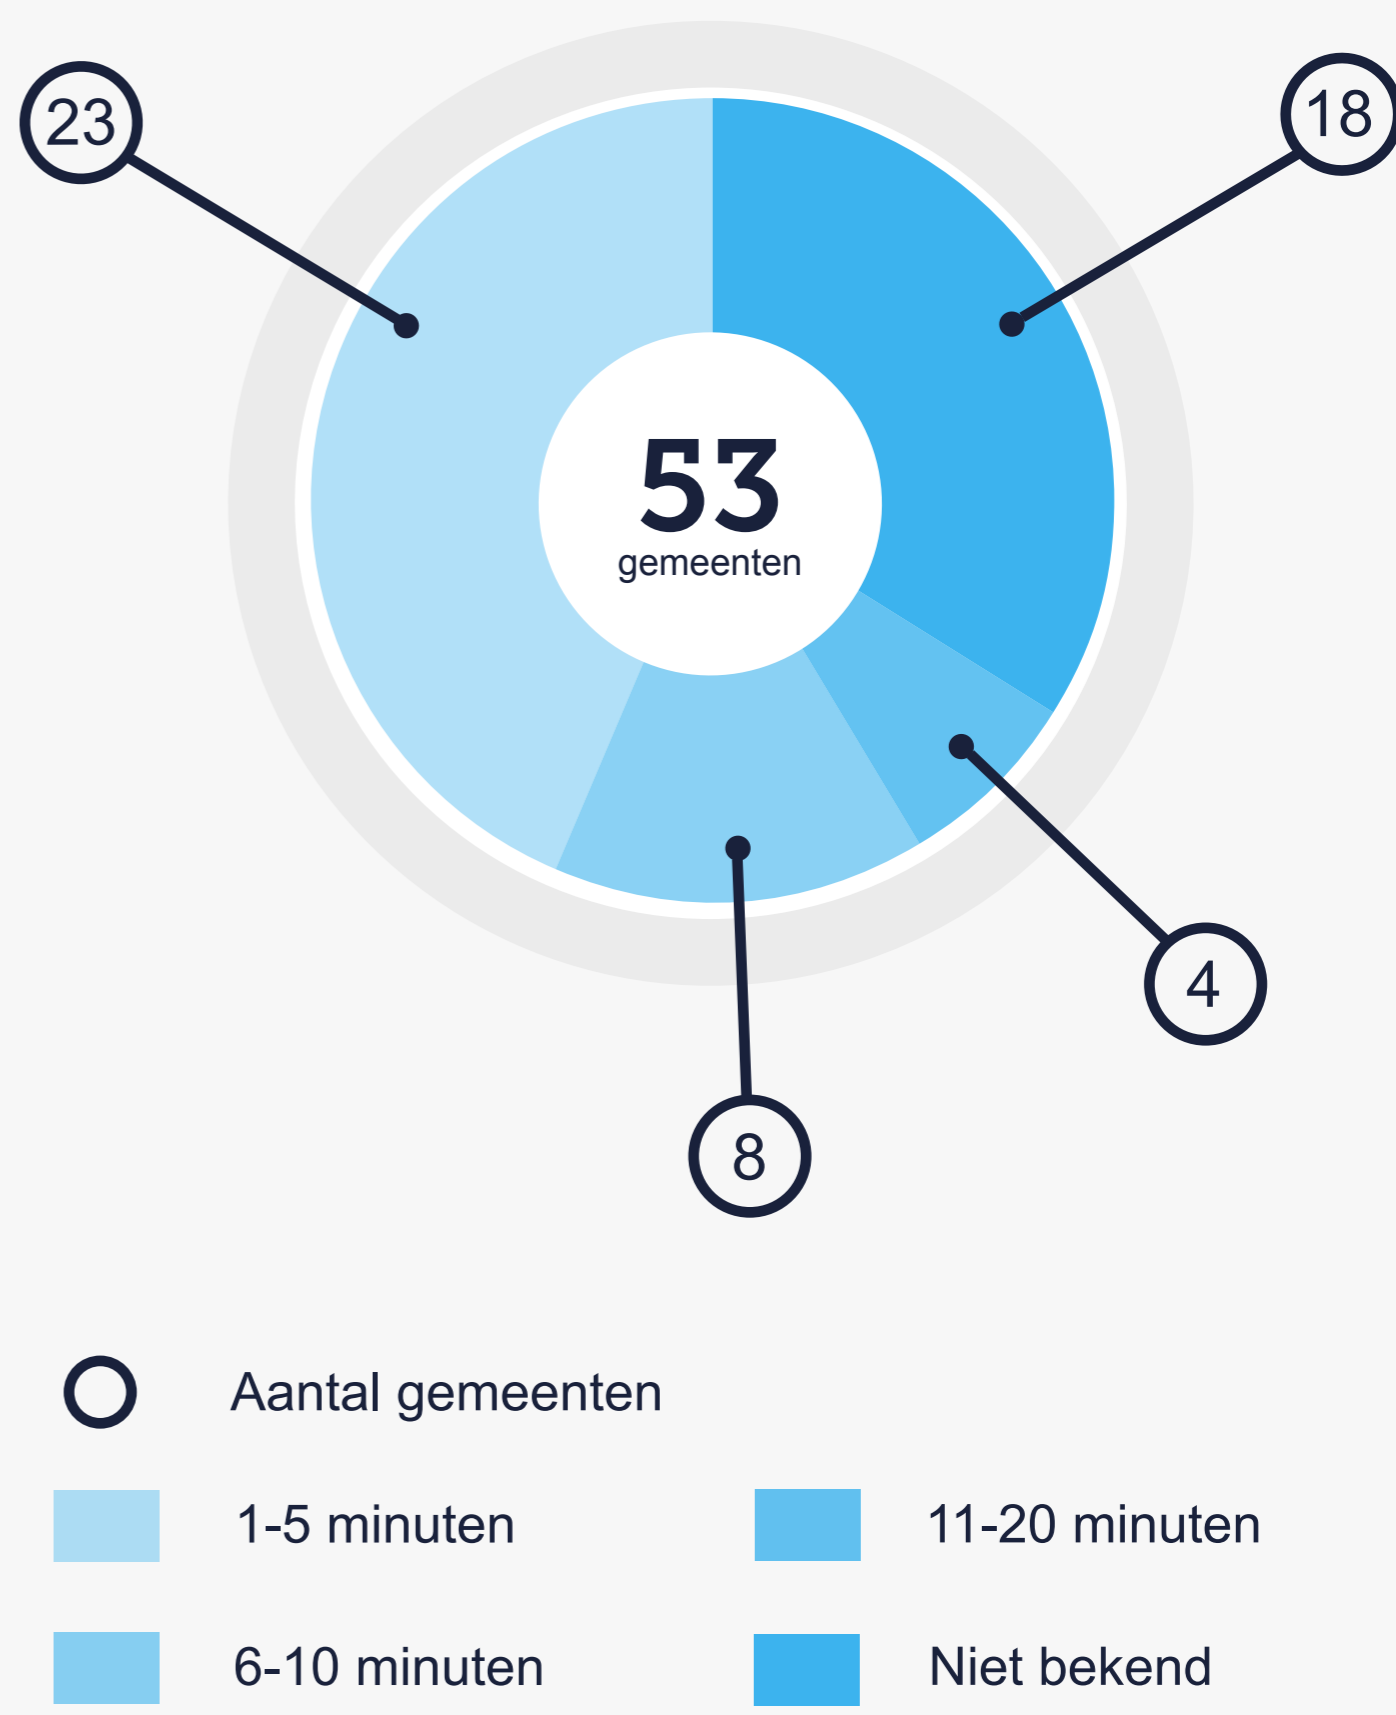 23
18
53
gemeenten
4
8
Aantal gemeenten
1-5 minuten
11-20 minuten
6-10 minuten
Niet bekend